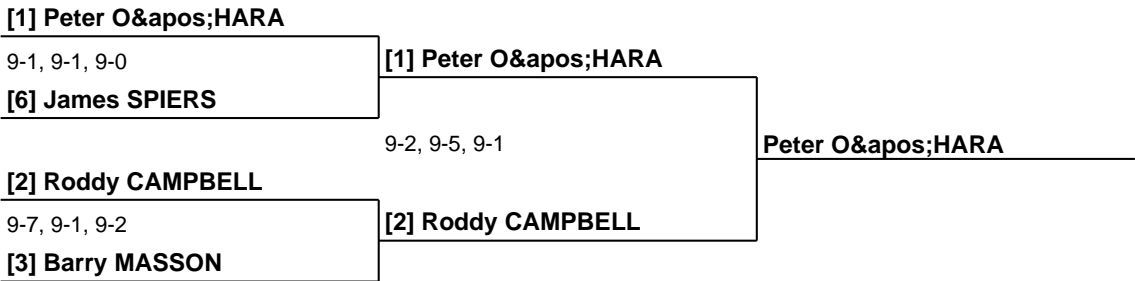 [1] Peter O&apos;HARA
9-1, 9-1, 9-0
[6] James SPIERS
[1] Peter O&apos;HARA
9-2, 9-5, 9-1
Peter O&apos;HARA
[2] Roddy CAMPBELL
9-7, 9-1, 9-2
[3] Barry MASSON
[2] Roddy CAMPBELL